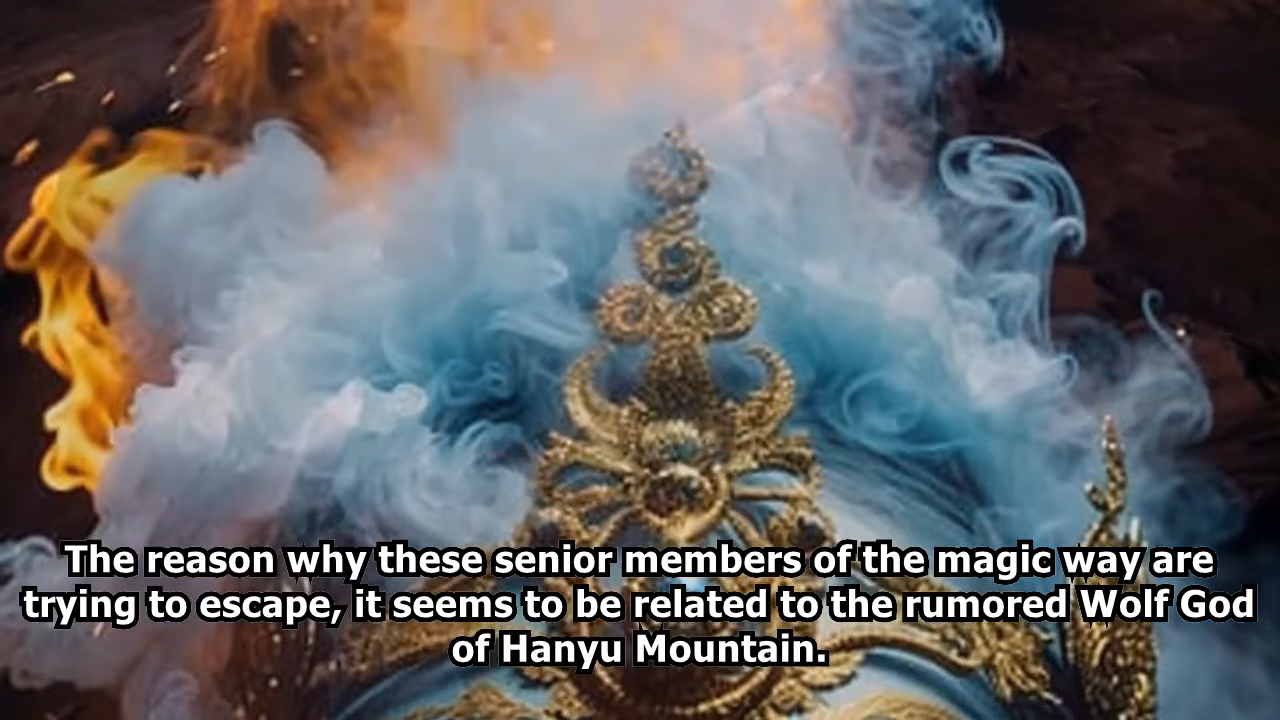 The reason why these senior members of the magic way are
trying to escape, it seems to be related to the rumored Wolf God
of Hanyu Mountain.